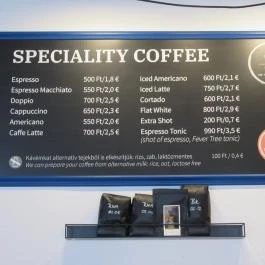 SPECIALITY COFFEE
Espresso 500 Ft/1,8 €
Espresso Macchiato 550 Ft/2,0 €
Doppio 700 Ft/2,5 €
Cappuccino 650 Ft/2,3 €
Americano 550 Ft/2,0 €
Caffe Latte 700 Ft/2,5 €
Iced Americano 600 Ft/2,1 €
Iced Latte 750 Ft/2,7 €
Cortado 600 Ft/2,1 €
Flat White 800 Ft/2,9 €
Extra Shot 200 Ft/0,7 €
Espresso Tonic 990 Ft/3,5 €
(shot of espresso, Fever Tree tonic)
Kávéinkat alternatív tejekből is elkészítjük: rizs, zab, laktózmentes 100 Ft / 0,4 €
We can prepare your coffee from alternative milk: rice, oat, lactose free